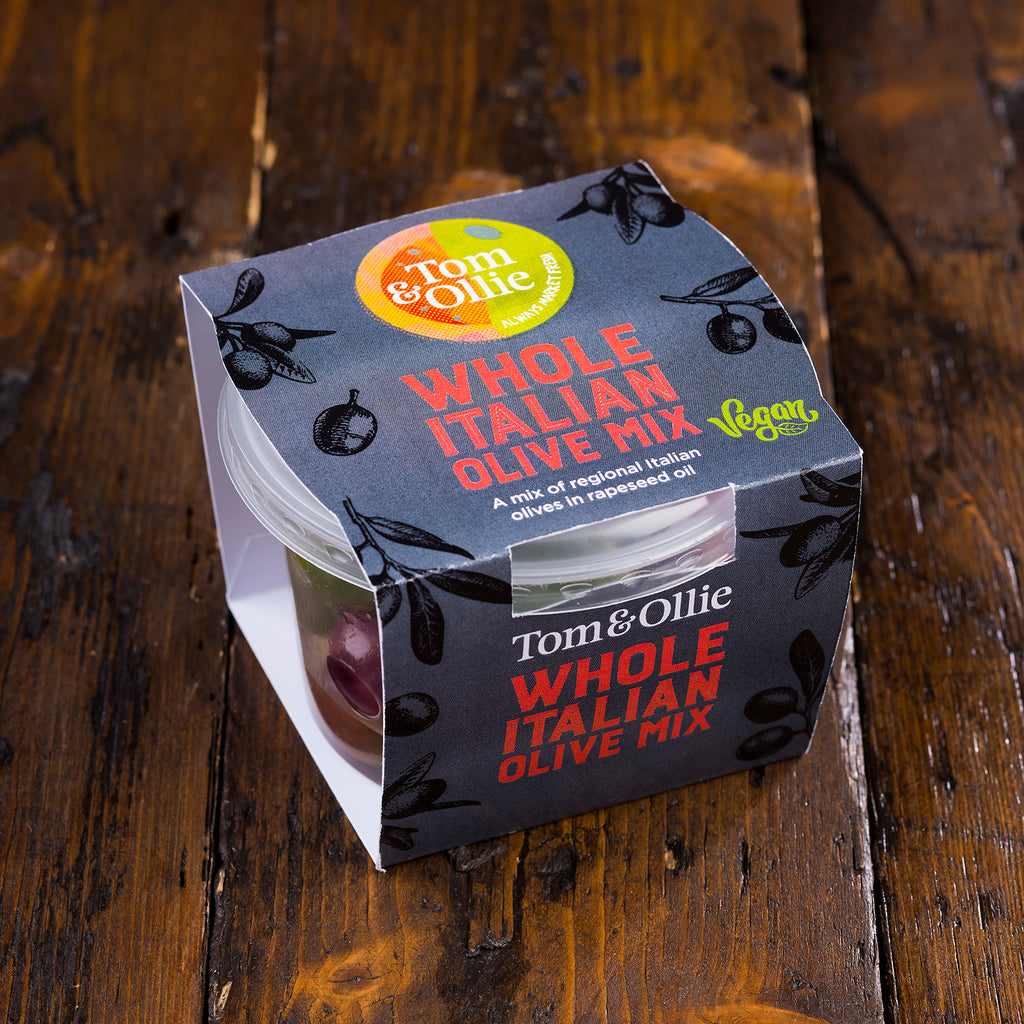 Tom
& Ollie
ALWAYS MARKET FRESH
WHOLE
ITALIAN
OLIVE MIX
Vegan
A mix of regional Italian
olives in rapeseed oil
Tom & Ollie
WHOLE
ITALIAN
OLIVE MIX